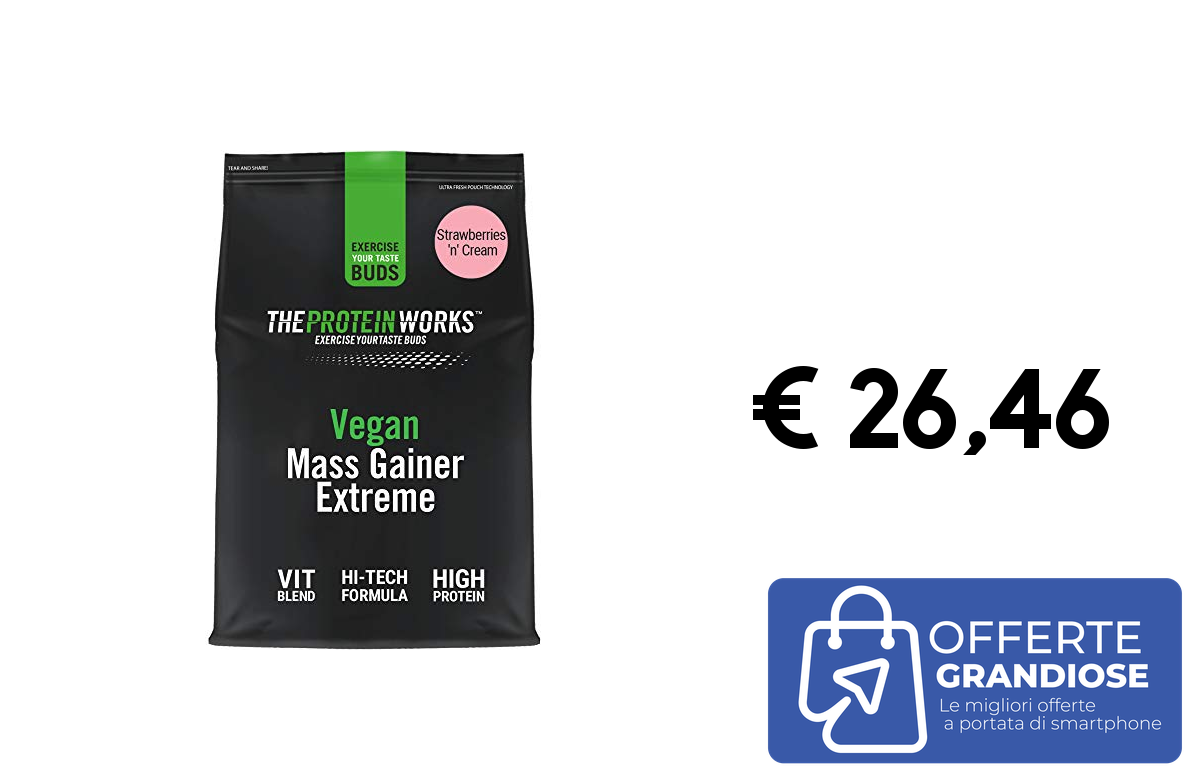 TEAR AND SHARE!
ULTRA FRESH POUCH TECHNOLOGY
Strawberries
'n' Cream
EXERCISE
YOUR TASTE
BUDS
THE PROTEIN WORKS™
EXERCISE YOUR TASTE BUDS
Vegan
Mass Gainer
Extreme
VIT
BLEND
HI-TECH
FORMULA
HIGH
PROTEIN
€ 26,46
OFFERTE
GRANDIOSE
Le migliori offerte
a portata di smartphone